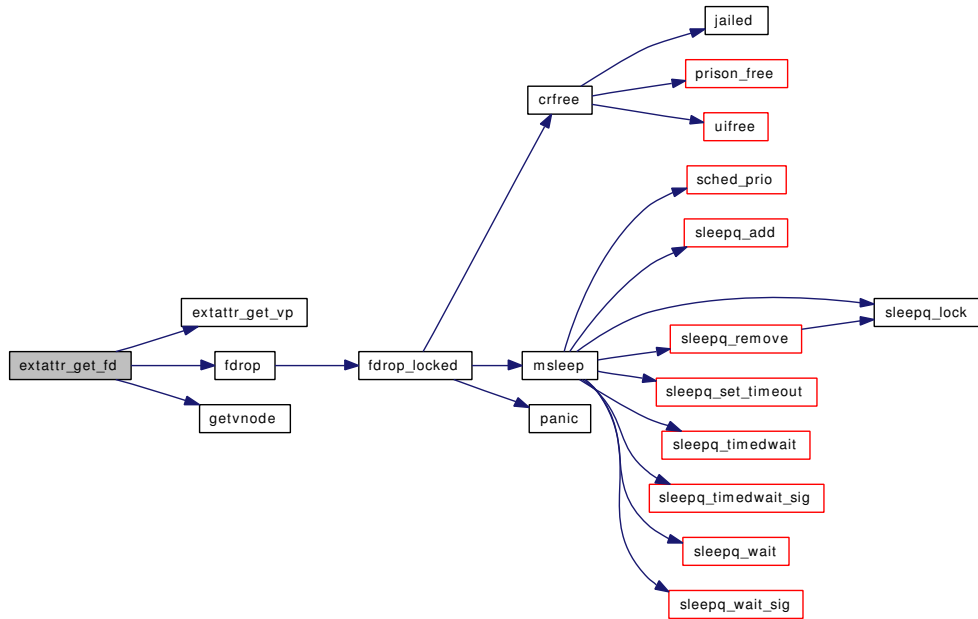 jailed
prison_free
crfree
uifree
sched_prio
sleepq_add
extattr_get_vp
sleepq_lock
sleepq_remove
extattr_get_fd
fdrop
fdrop_locked
msleep
sleepq_set_timeout
getvnode
panic
sleepq_timedwait
sleepq_timedwait_sig
sleepq_wait
sleepq_wait_sig